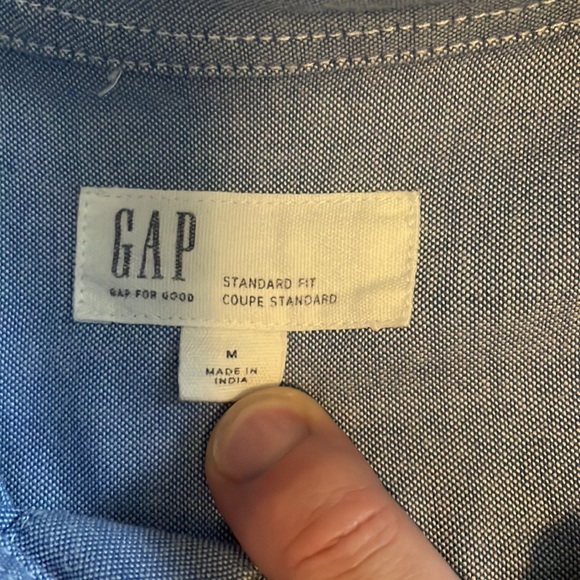 GAP
GAP FOR GOOD
STANDARD FIT
COUPE STANDARD
M
MADE IN
INDIA